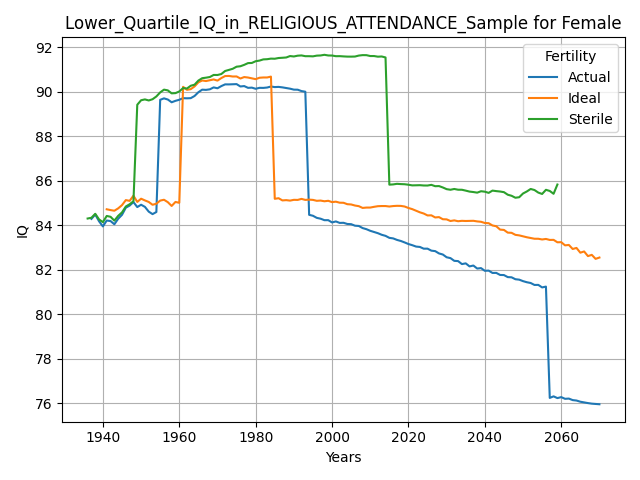 Lower_Quartile_IQ_in_RELIGIOUS_ATTENDANCE_Sample for Female
Fertility
Actual
Ideal
Sterile
IQ
92
90
88
86
84
82
80
78
76
1940 1960 1980 2000 2020 2040 2060
Years